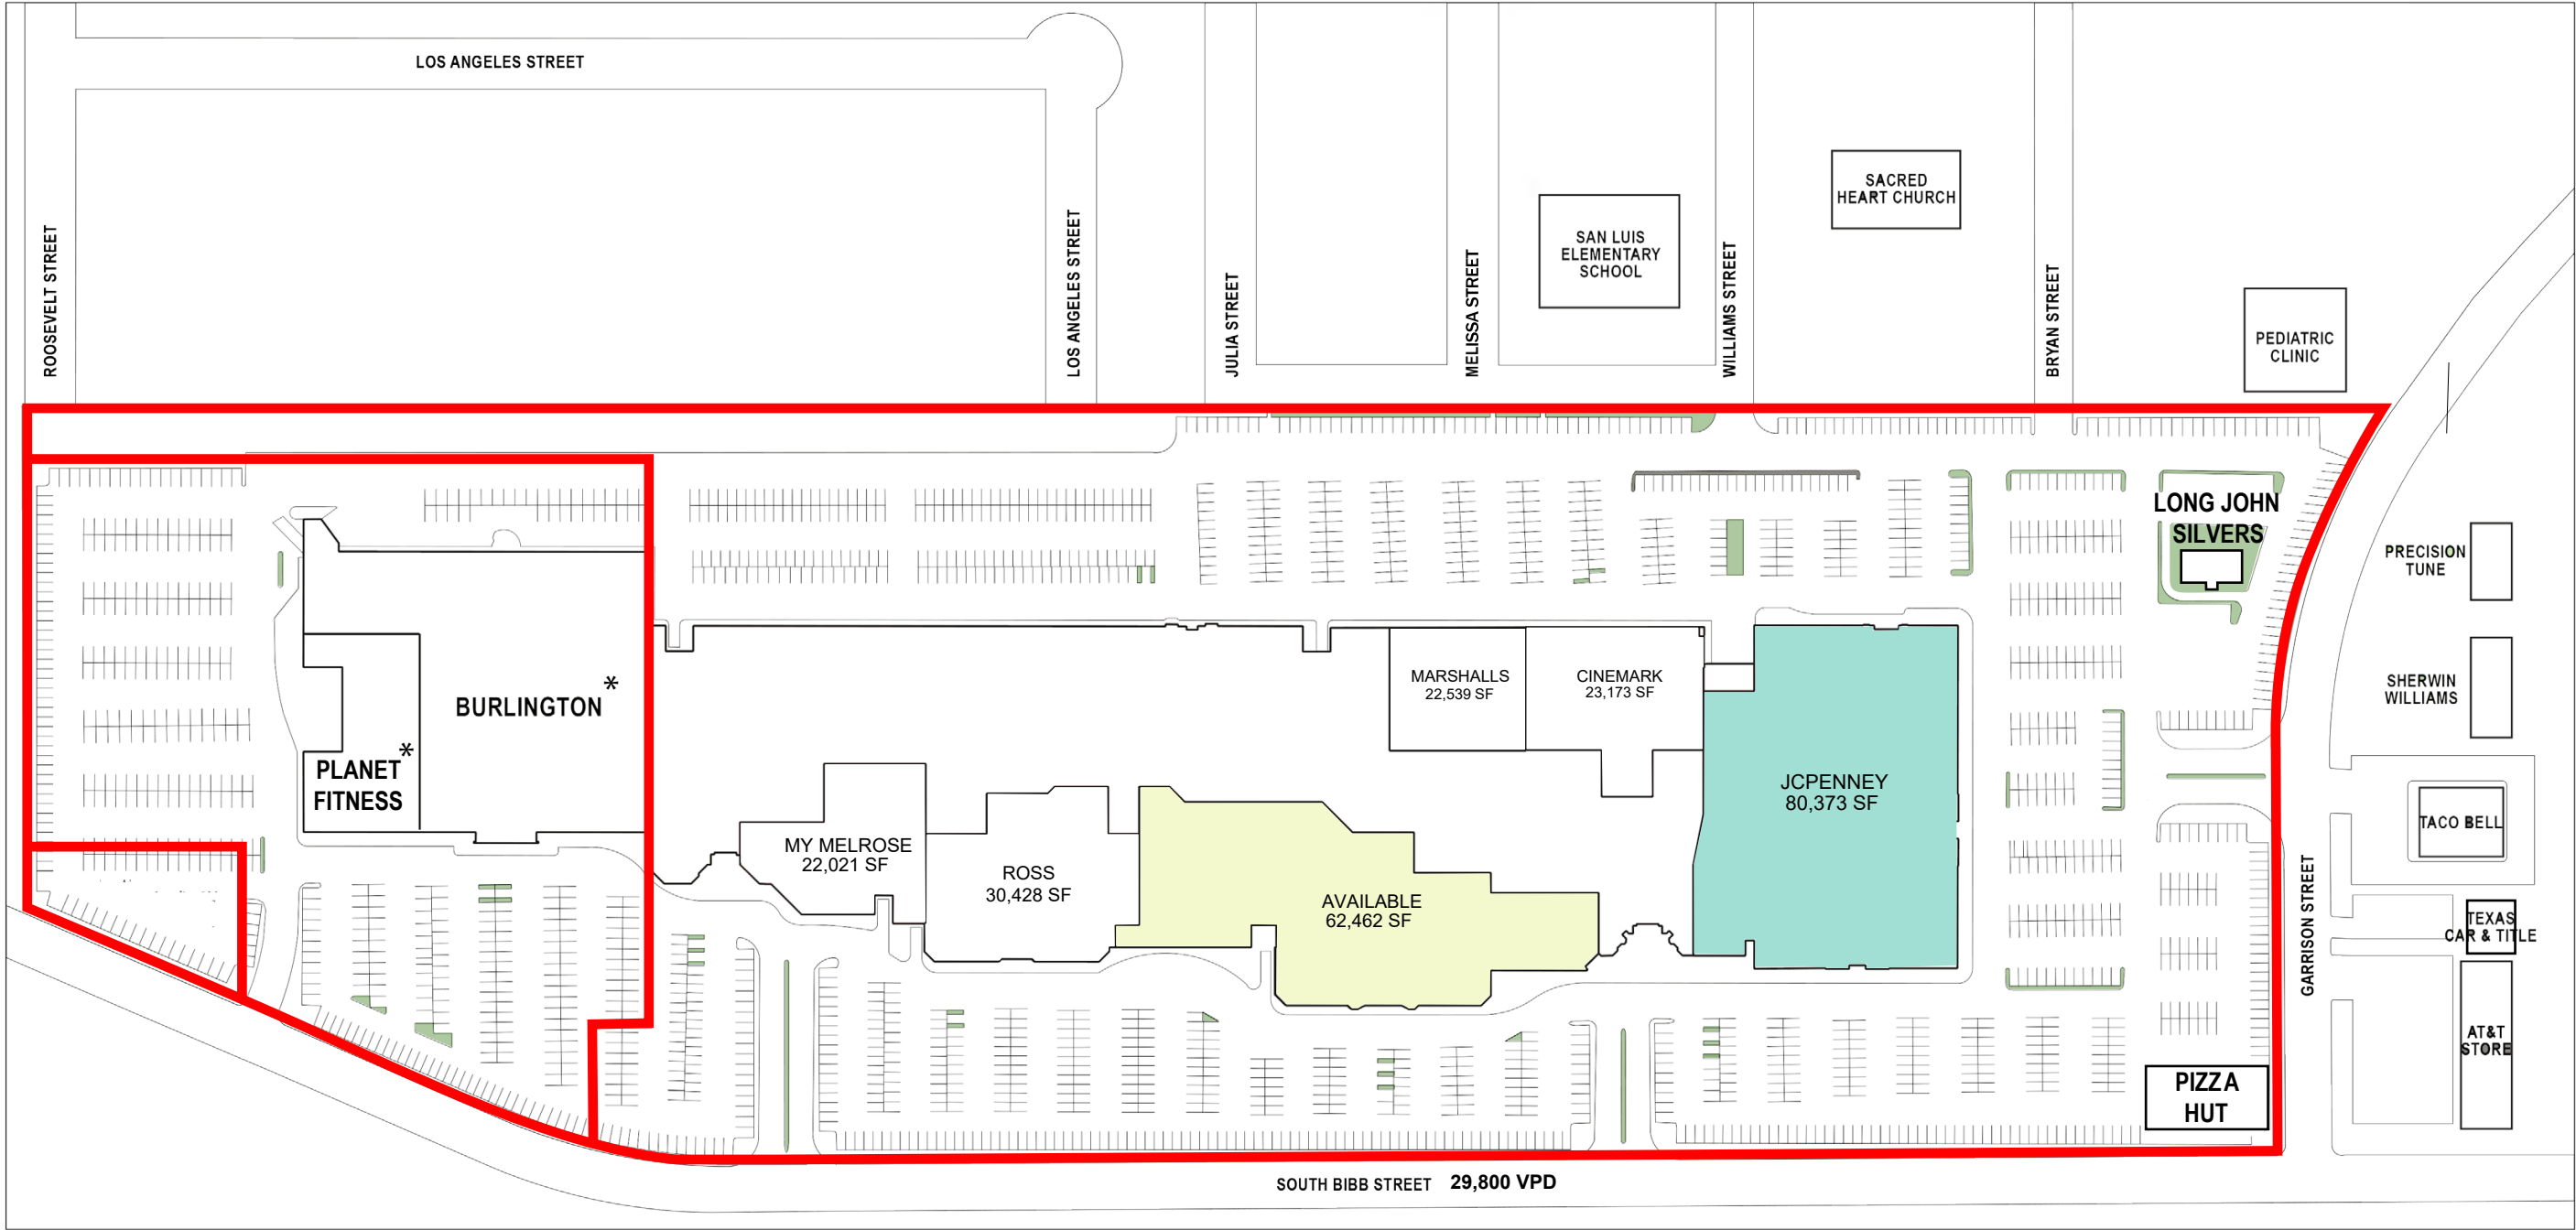 LOS ANGELES STREET
ROOSEVELT STREET
LOS ANGELES STREET
JULIA STREET
MELISSA STREET
SAN LUIS
ELEMENTARY
SCHOOL
WILLIAMS STREET
SACRED
HEART CHURCH
BRYAN STREET
PEDIATRIC
CLINIC
LONG JOHN
SILVERS
PRECISION
TUNE
SHERWIN
WILLIAMS
BURLINGTON*
PLANET*
FITNESS
MARSHALLS
22,539 SF
CINEMARK
23,173 SF
JCPENNEY
80,373 SF
MY MELROSE
22,021 SF
ROSS
30,428 SF
AVAILABLE
62,462 SF
TACO BELL
GARRISON STREET
TEXAS
CAR & TITLE
AT&T
STORE
PIZZA
HUT
SOUTH BIBB STREET 29,800 VPD